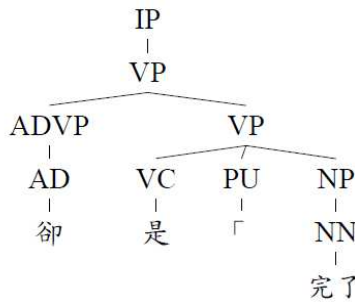 IP
VP
ADVP VP
AD VC PU NP
卻 是 「 NN
完了